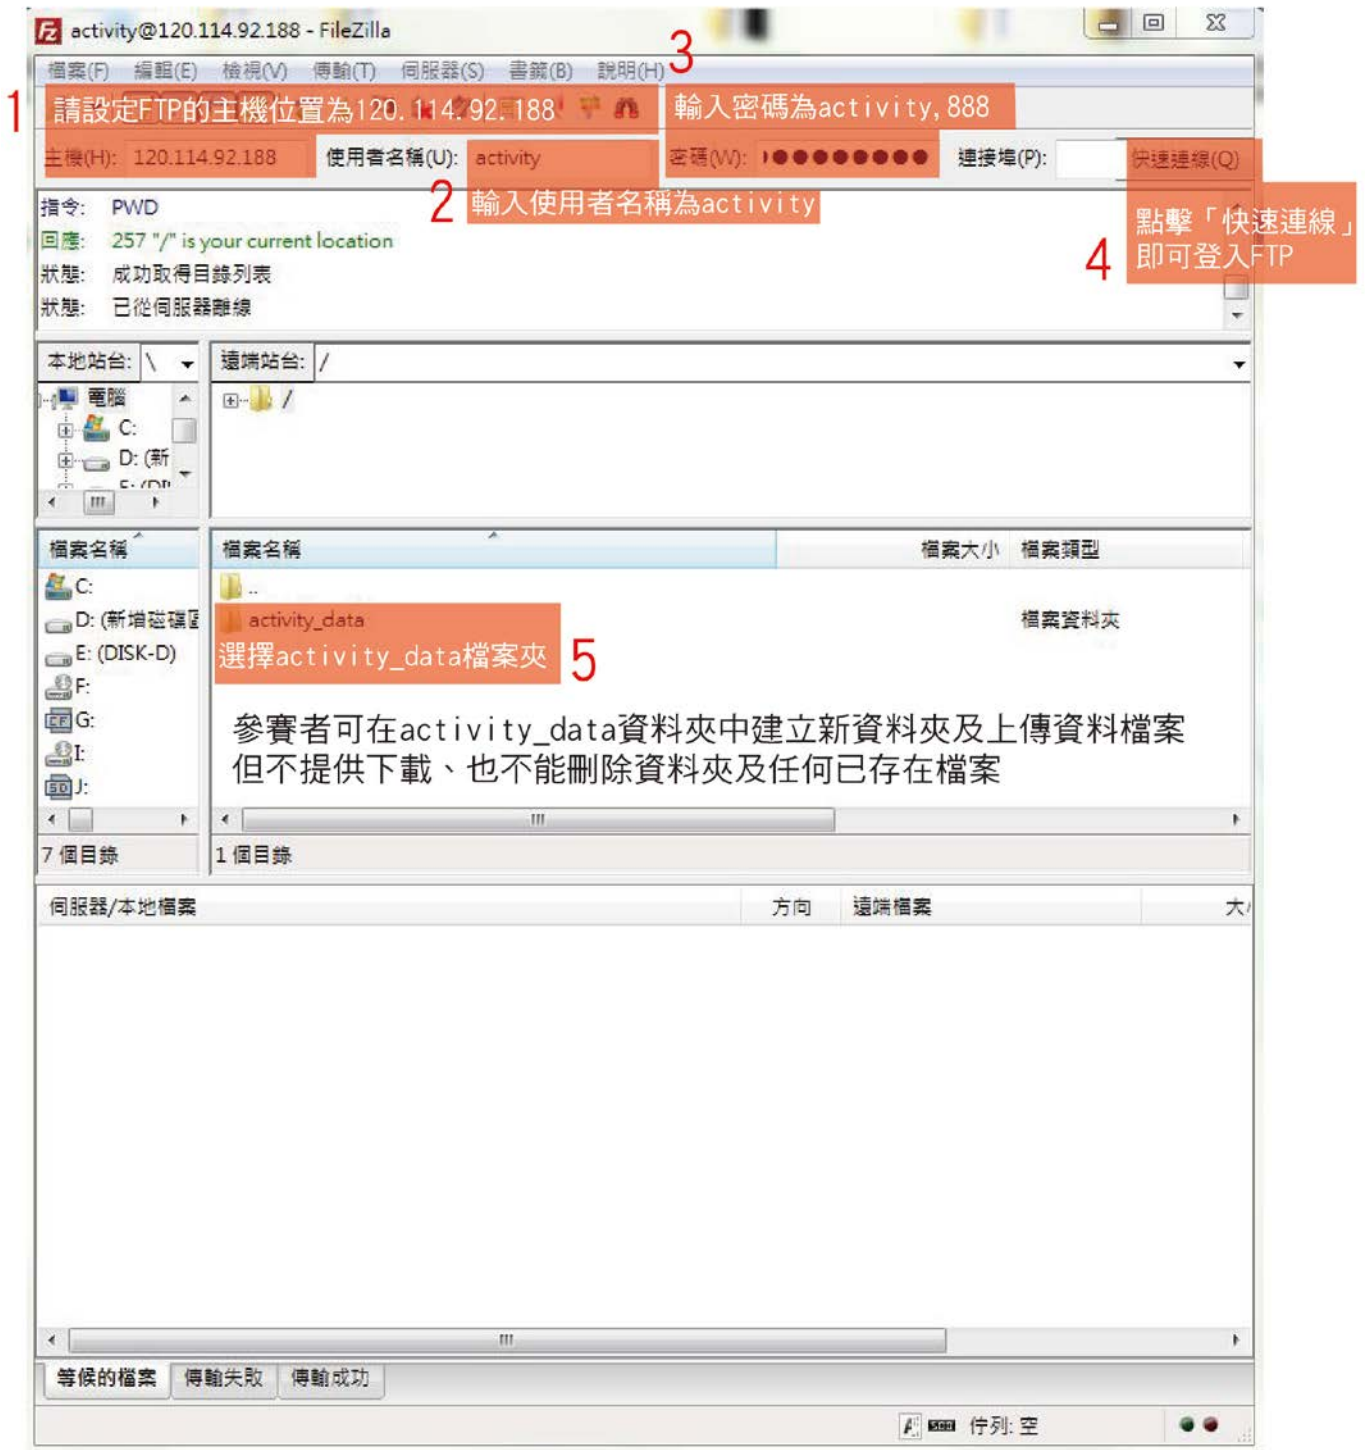 activity@120.114.92.188 - FileZilla
檔案(F) 編輯(E) 檢視(V) 傳輸(T) 伺服器(S) 書籤(B) 說明(H)
3
1
請設定FTP的主機位置為120.114.92.188
輸入密碼為activity,888
主機(H): 120.114.92.188 使用者名稱(U): activity 密碼(W): 連接埠(P): 快速連線(Q)
2
輸入使用者名稱為activity
指令: PWD
回應: 257 "/" is your current location
狀態: 成功取得目錄列表
狀態: 已從伺服器離線
4
點擊「快速連線」
即可登入FTP
本地站台: \
遠端站台: /
電腦
C:
D: (新
/
檔案名稱
C:
D: (新增磁碟區
E: (DISK-D)
F:
G:
I:
J:
7 個目錄
檔案名稱 檔案大小 檔案類型
..
activity_data 檔案資料夾
選擇activity_data檔案夾
5
參賽者可在activity_data資料夾中建立新資料夾及上傳資料檔案
但不提供下載、也不能刪除資料夾及任何已存在檔案
1 個目錄
伺服器/本地檔案 方向 遠端檔案
等候的檔案 傳輸失敗 傳輸成功
佇列: 空